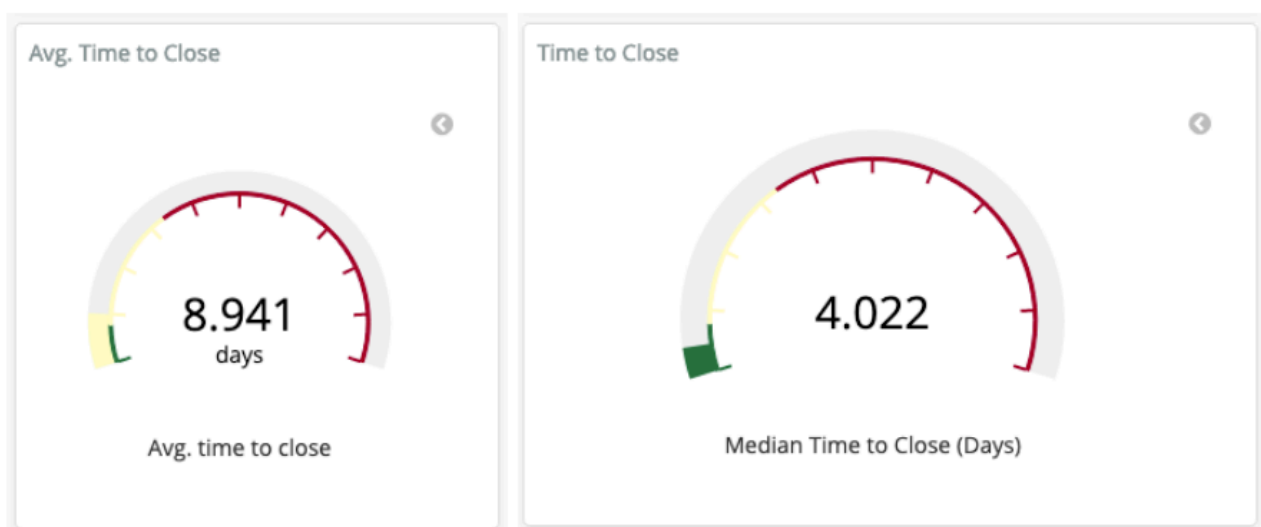 Avg. Time to Close
8.941
days
Avg. time to close
Time to Close
4.022
Median Time to Close (Days)